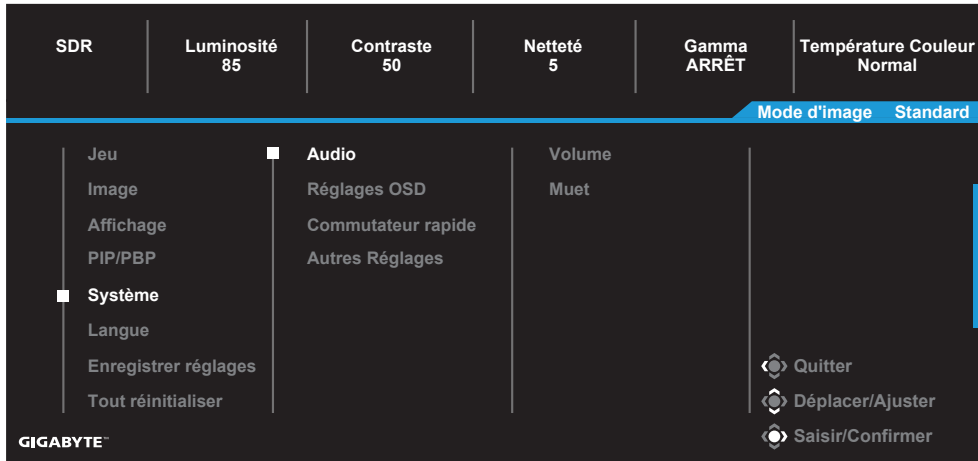 SDR Luminosité Contraste Netteté Gamma Température Couleur
85 50 5 ARRÊT Normal
Mode d'image Standard
Jeu Audio Volume
Image Réglages OSD Muet
Affichage Commutateur rapide
PIP/PBP Autres Réglages
Système
Langue
Enregistrer réglages Quitter
Tout réinitialiser Déplacer/Ajuster
GIGABYTE™ Saisir/Confirmer